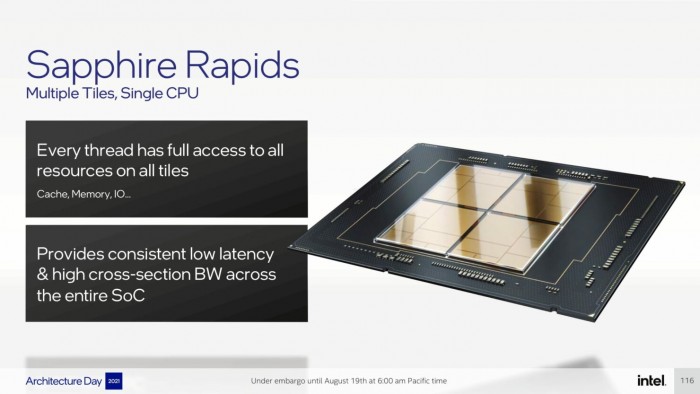 Sapphire Rapids
Multiple Tiles, Single CPU
Every thread has full access to all
resources on all tiles
Cache, Memory, IO...
Provides consistent low latency
& high cross-section BW across
the entire SoC
Architecture Day 2021
Under embargo until August 19th at 6:00 am Pacific time
intel.
116